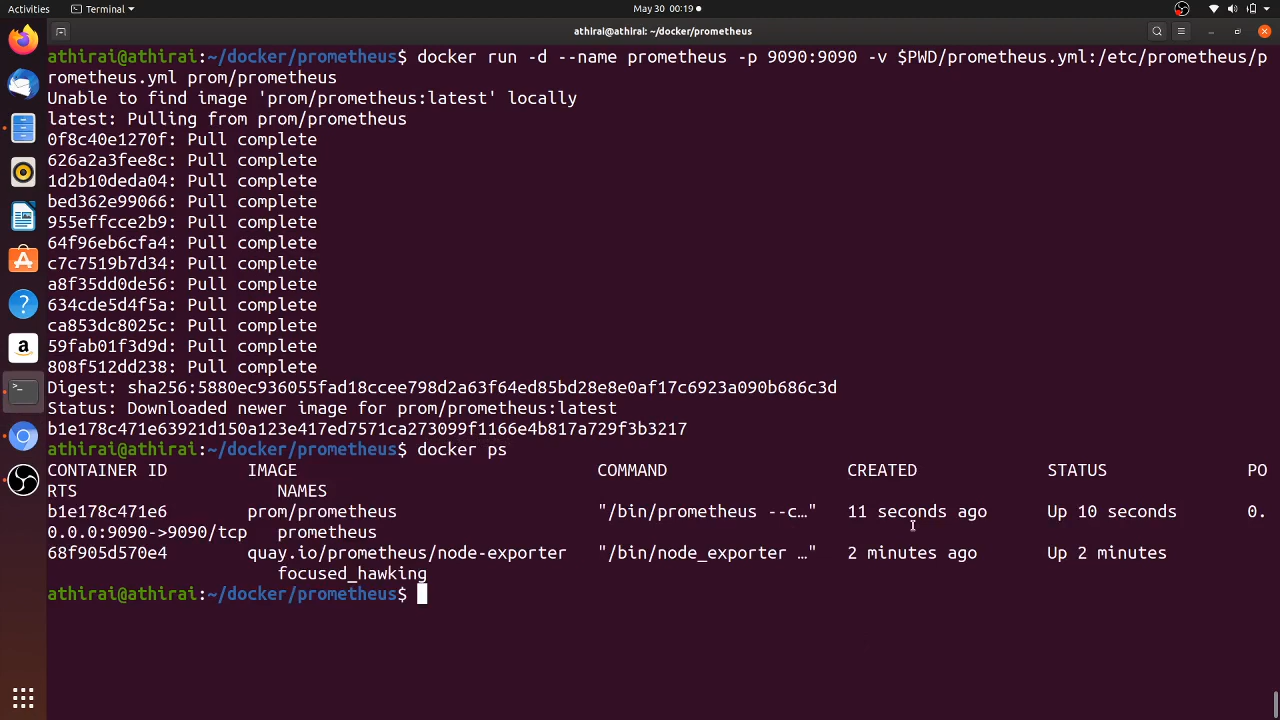 Activities
Terminal
May 30 00:19
athirai@athirai: ~/docker/prometheus
athirai@athirai:~/docker/prometheus$ docker run -d --name prometheus -p 9090:9090 -v $PWD/prometheus.yml:/etc/prometheus/p
rometheus.yml prom/prometheus
Unable to find image 'prom/prometheus:latest' locally
latest: Pulling from prom/prometheus
0f8c40e1270f: Pull complete
626a2a3fee8c: Pull complete
1d2b10deda04: Pull complete
bed362e99066: Pull complete
955effcce2b9: Pull complete
64f96eb6cfa4: Pull complete
c7c7519b7d34: Pull complete
a8f35dd0de56: Pull complete
634cde5d4f5a: Pull complete
ca853dc8025c: Pull complete
59fab01f3d9d: Pull complete
808f512dd238: Pull complete
Digest: sha256:5880ec936055fad18ccee798d2a63f64ed85bd28e8e0af17c6923a090b686c3d
Status: Downloaded newer image for prom/prometheus:latest
b1e178c471e63921d150a123e417ed7571ca273099f1166e4b817a729f3b3217
athirai@athirai:~/docker/prometheus$ docker ps
CONTAINER ID IMAGE COMMAND CREATED STATUS PO
RTS NAMES
b1e178c471e6 prom/prometheus "/bin/prometheus --c…" 11 seconds ago Up 10 seconds 0.
0.0.0:9090->9090/tcp prometheus
68f905d570e4 quay.io/prometheus/node-exporter "/bin/node_exporter …" 2 minutes ago Up 2 minutes
focused_hawking
athirai@athirai:~/docker/prometheus$